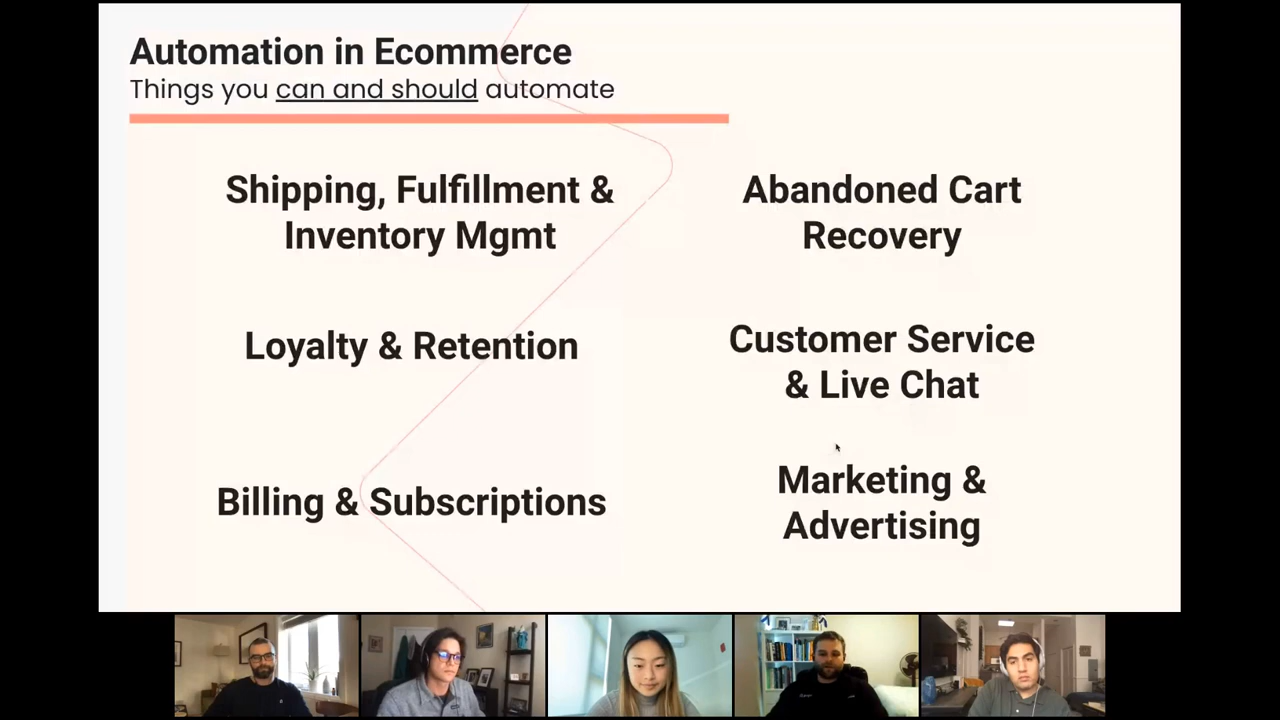 Automation in Ecommerce
Things you can and should automate
Shipping, Fulfillment &
Inventory Mgmt
Abandoned Cart
Recovery
Loyalty & Retention
Customer Service
& Live Chat
Billing & Subscriptions
Marketing &
Advertising